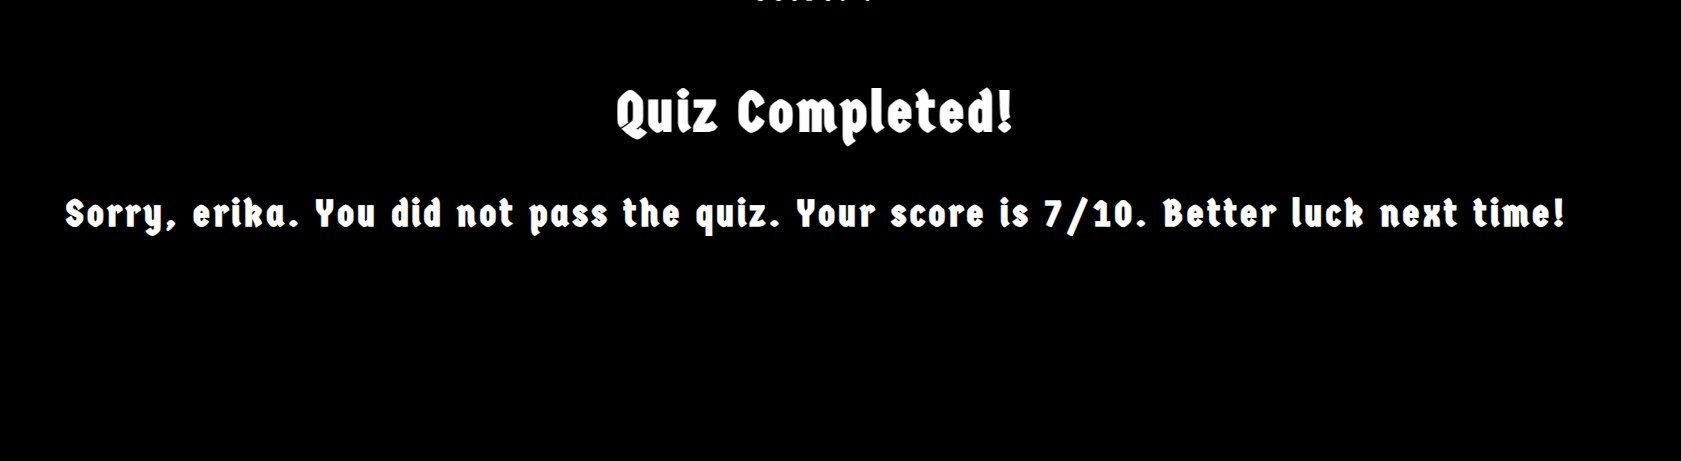 Quiz Completed!
Sorry, erika. You did not pass the quiz. Your score is 7/10. Better luck next time!